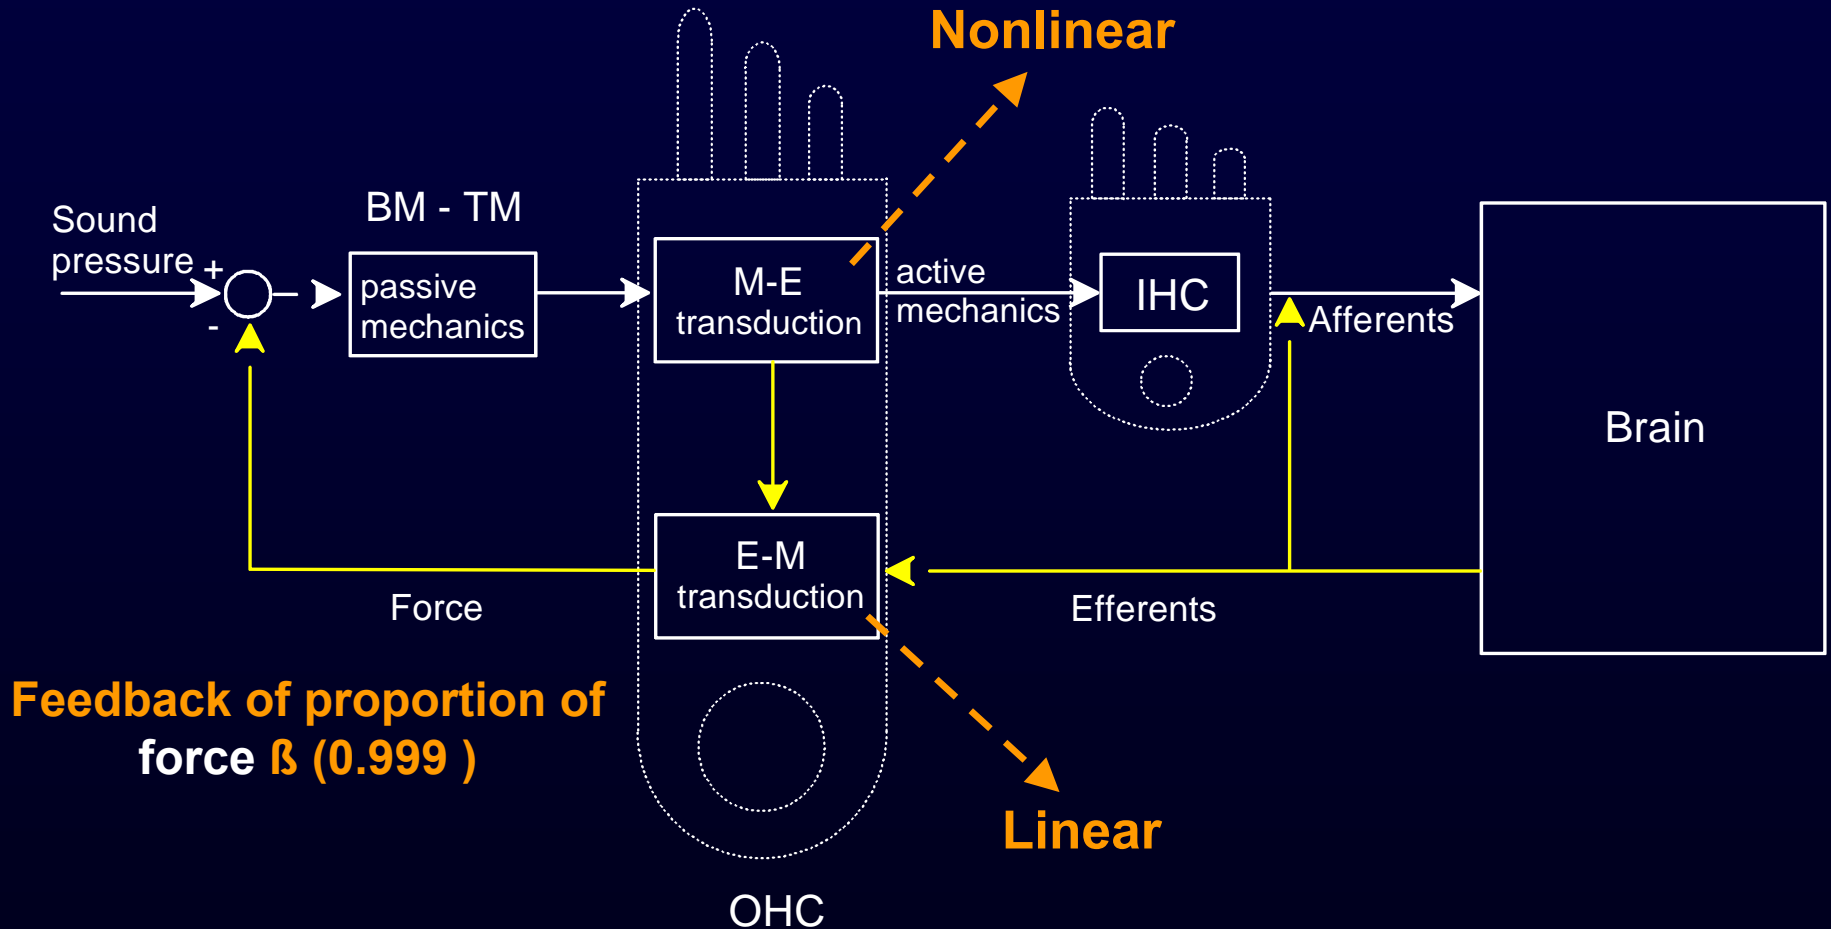 Nonlinear
BM - TM
Sound
pressure
+
-
passive
mechanics
M-E
transduction
active
mechanics
IHC
Afferents
Brain
E-M
transduction
Force
Efferents
Feedback of proportion of
force ß (0.999 )
Linear
OHC